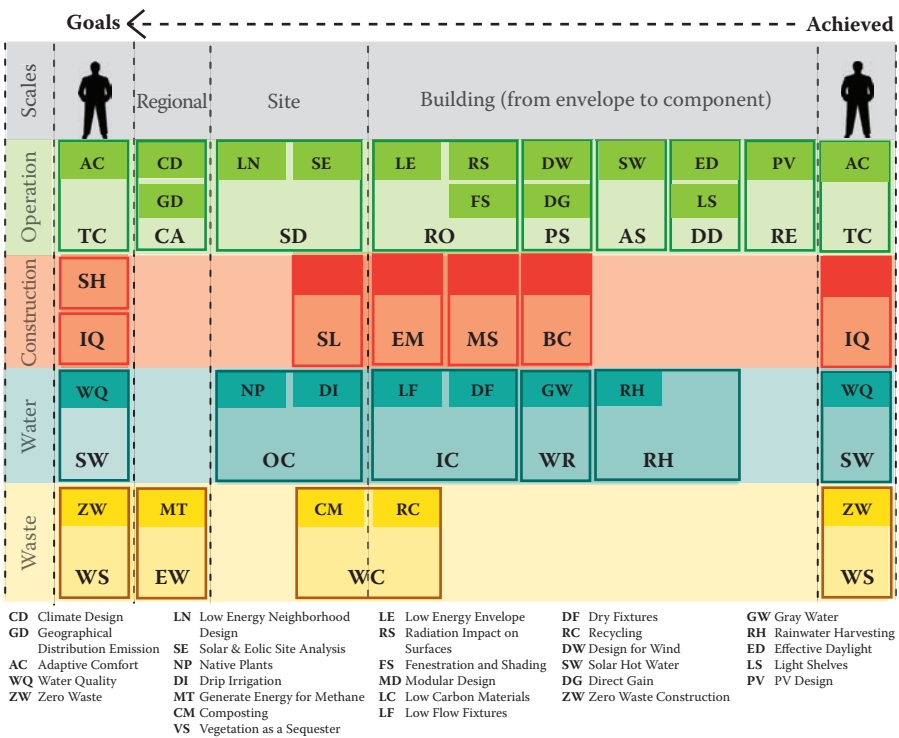 Goals
Achieved
Scales
Regional
Site
Building (from envelope to component)
Operation
AC
CD
LN
SE
LE
RS
DW
SW
ED
PV
AC
GD
FS
DG
LS
TC
CA
SD
RO
PS
AS
DD
RE
TC
Construction
SH
IQ
SL
EM
MS
BC
IQ
Water
WQ
NP
DI
LF
DF
GW
RH
WQ
SW
OC
IC
WR
RH
SW
Waste
ZW
MT
CM
RC
ZW
WS
EW
WC
WS
CD Climate Design
GD Geographical
Distribution Emission
AC Adaptive Comfort
WQ Water Quality
ZW Zero Waste
LN Low Energy Neighborhood
Design
SE Solar & Eolic Site Analysis
NP Native Plants
DI Drip Irrigation
MT Generate Energy for Methane
CM Composting
VS Vegetation as a Sequester
LE Low Energy Envelope
RS Radiation Impact on
Surfaces
FS Fenestration and Shading
MD Modular Design
LC Low Carbon Materials
LF Low Flow Fixtures
DF Dry Fixtures
RC Recycling
DW Design for Wind
SW Solar Hot Water
DG Direct Gain
ZW Zero Waste Construction
GW Gray Water
RH Rainwater Harvesting
ED Effective Daylight
LS Light Shelves
PV PV Design